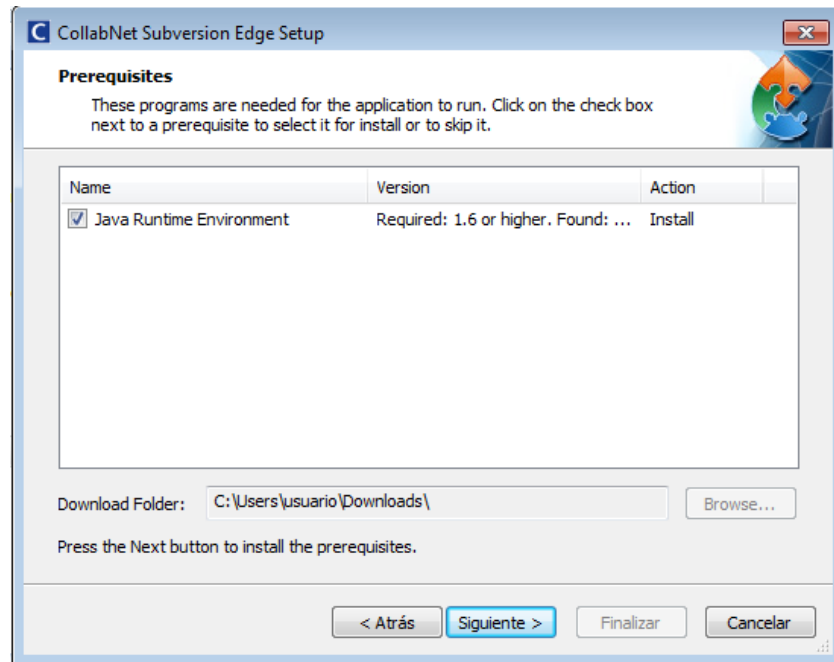 CollabNet Subversion Edge Setup
Prerequisites
These programs are needed for the application to run. Click on the check box
next to a prerequisite to select it for install or to skip it.
Name Version Action
Java Runtime Environment Required: 1.6 or higher. Found: ... Install
Download Folder: C:\Users\usuario\Downloads\ Browse...
Press the Next button to install the prerequisites.
< Atrás Siguiente > Finalizar Cancelar